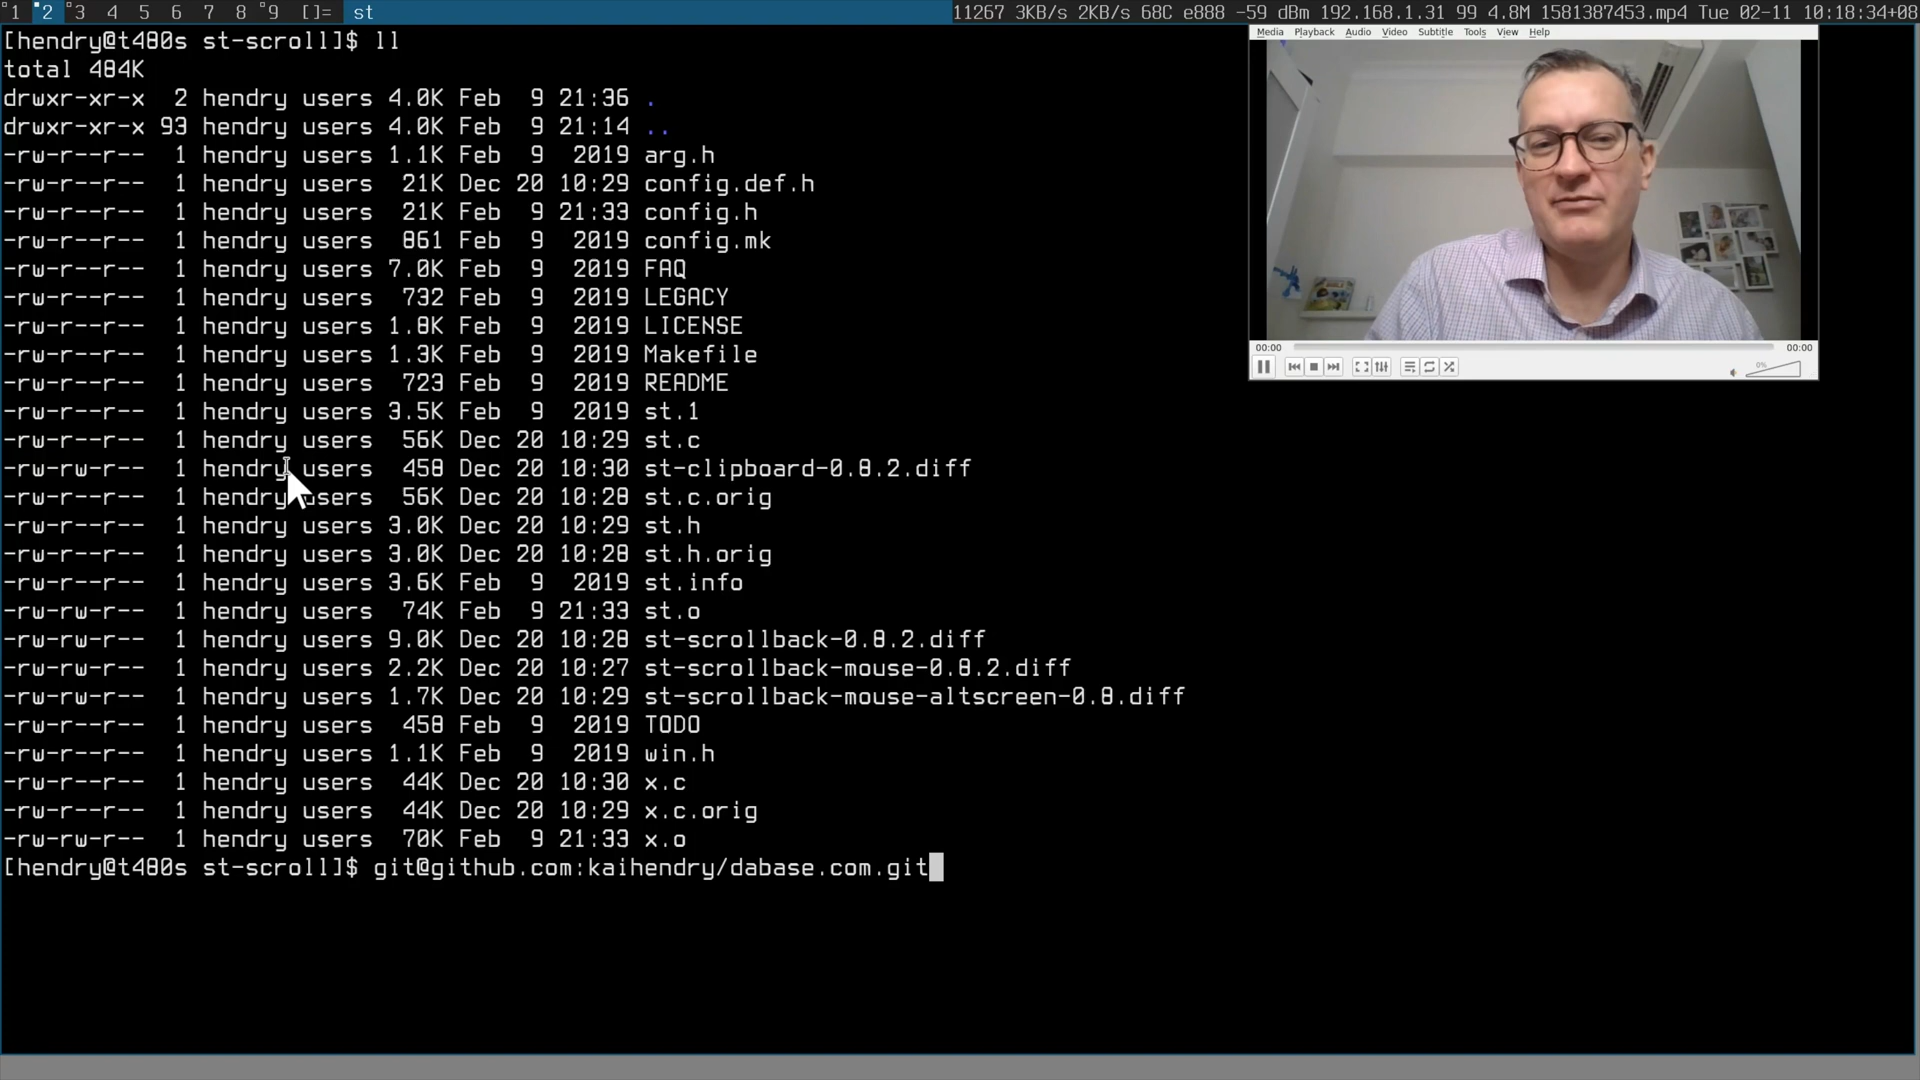 1 2 3 4 5 6 7 8 9 []= st 11267 3KB/s 2KB/s 68C e888 -59 dBm 192.168.1.31 99 4.8M 1581387453.mp4 Tue 02-11 10:18:34+08
[hendry@t480s st-scroll]$ ll
Media Playback Audio Video Subtitle Tools View Help
total 484K
drwxr-xr-x  2 hendry users 4.0K Feb  9 21:36 .
drwxr-xr-x 93 hendry users 4.0K Feb  9 21:14 ..
-rw-r--r--  1 hendry users 1.1K Feb  9  2019 arg.h
-rw-r--r--  1 hendry users  21K Dec 20 10:29 config.def.h
-rw-r--r--  1 hendry users  21K Feb  9 21:33 config.h
-rw-r--r--  1 hendry users  861 Feb  9  2019 config.mk
-rw-r--r--  1 hendry users 7.0K Feb  9  2019 FAQ
-rw-r--r--  1 hendry users  732 Feb  9  2019 LEGACY
-rw-r--r--  1 hendry users 1.8K Feb  9  2019 LICENSE
-rw-r--r--  1 hendry users 1.3K Feb  9  2019 Makefile
00:00 00:00
0%
-rw-r--r--  1 hendry users  723 Feb  9  2019 README
-rw-r--r--  1 hendry users 3.5K Feb  9  2019 st.1
-rw-r--r--  1 hendry users  56K Dec 20 10:29 st.c
-rw-rw-r--  1 hendry users  458 Dec 20 10:30 st-clipboard-0.8.2.diff
-rw-r--r--  1 hendry users  56K Dec 20 10:28 st.c.orig
-rw-r--r--  1 hendry users 3.0K Dec 20 10:29 st.h
-rw-r--r--  1 hendry users 3.0K Dec 20 10:28 st.h.orig
-rw-r--r--  1 hendry users 3.6K Feb  9  2019 st.info
-rw-rw-r--  1 hendry users  74K Feb  9 21:33 st.o
-rw-rw-r--  1 hendry users 9.0K Dec 20 10:28 st-scrollback-0.8.2.diff
-rw-rw-r--  1 hendry users 2.2K Dec 20 10:27 st-scrollback-mouse-0.8.2.diff
-rw-rw-r--  1 hendry users 1.7K Dec 20 10:29 st-scrollback-mouse-altscreen-0.8.diff
-rw-r--r--  1 hendry users  458 Feb  9  2019 TODO
-rw-r--r--  1 hendry users 1.1K Feb  9  2019 win.h
-rw-r--r--  1 hendry users  44K Dec 20 10:30 x.c
-rw-r--r--  1 hendry users  44K Dec 20 10:29 x.c.orig
-rw-rw-r--  1 hendry users  70K Feb  9 21:33 x.o
[hendry@t480s st-scroll]$ git@github.com:kaihendry/dabase.com.git